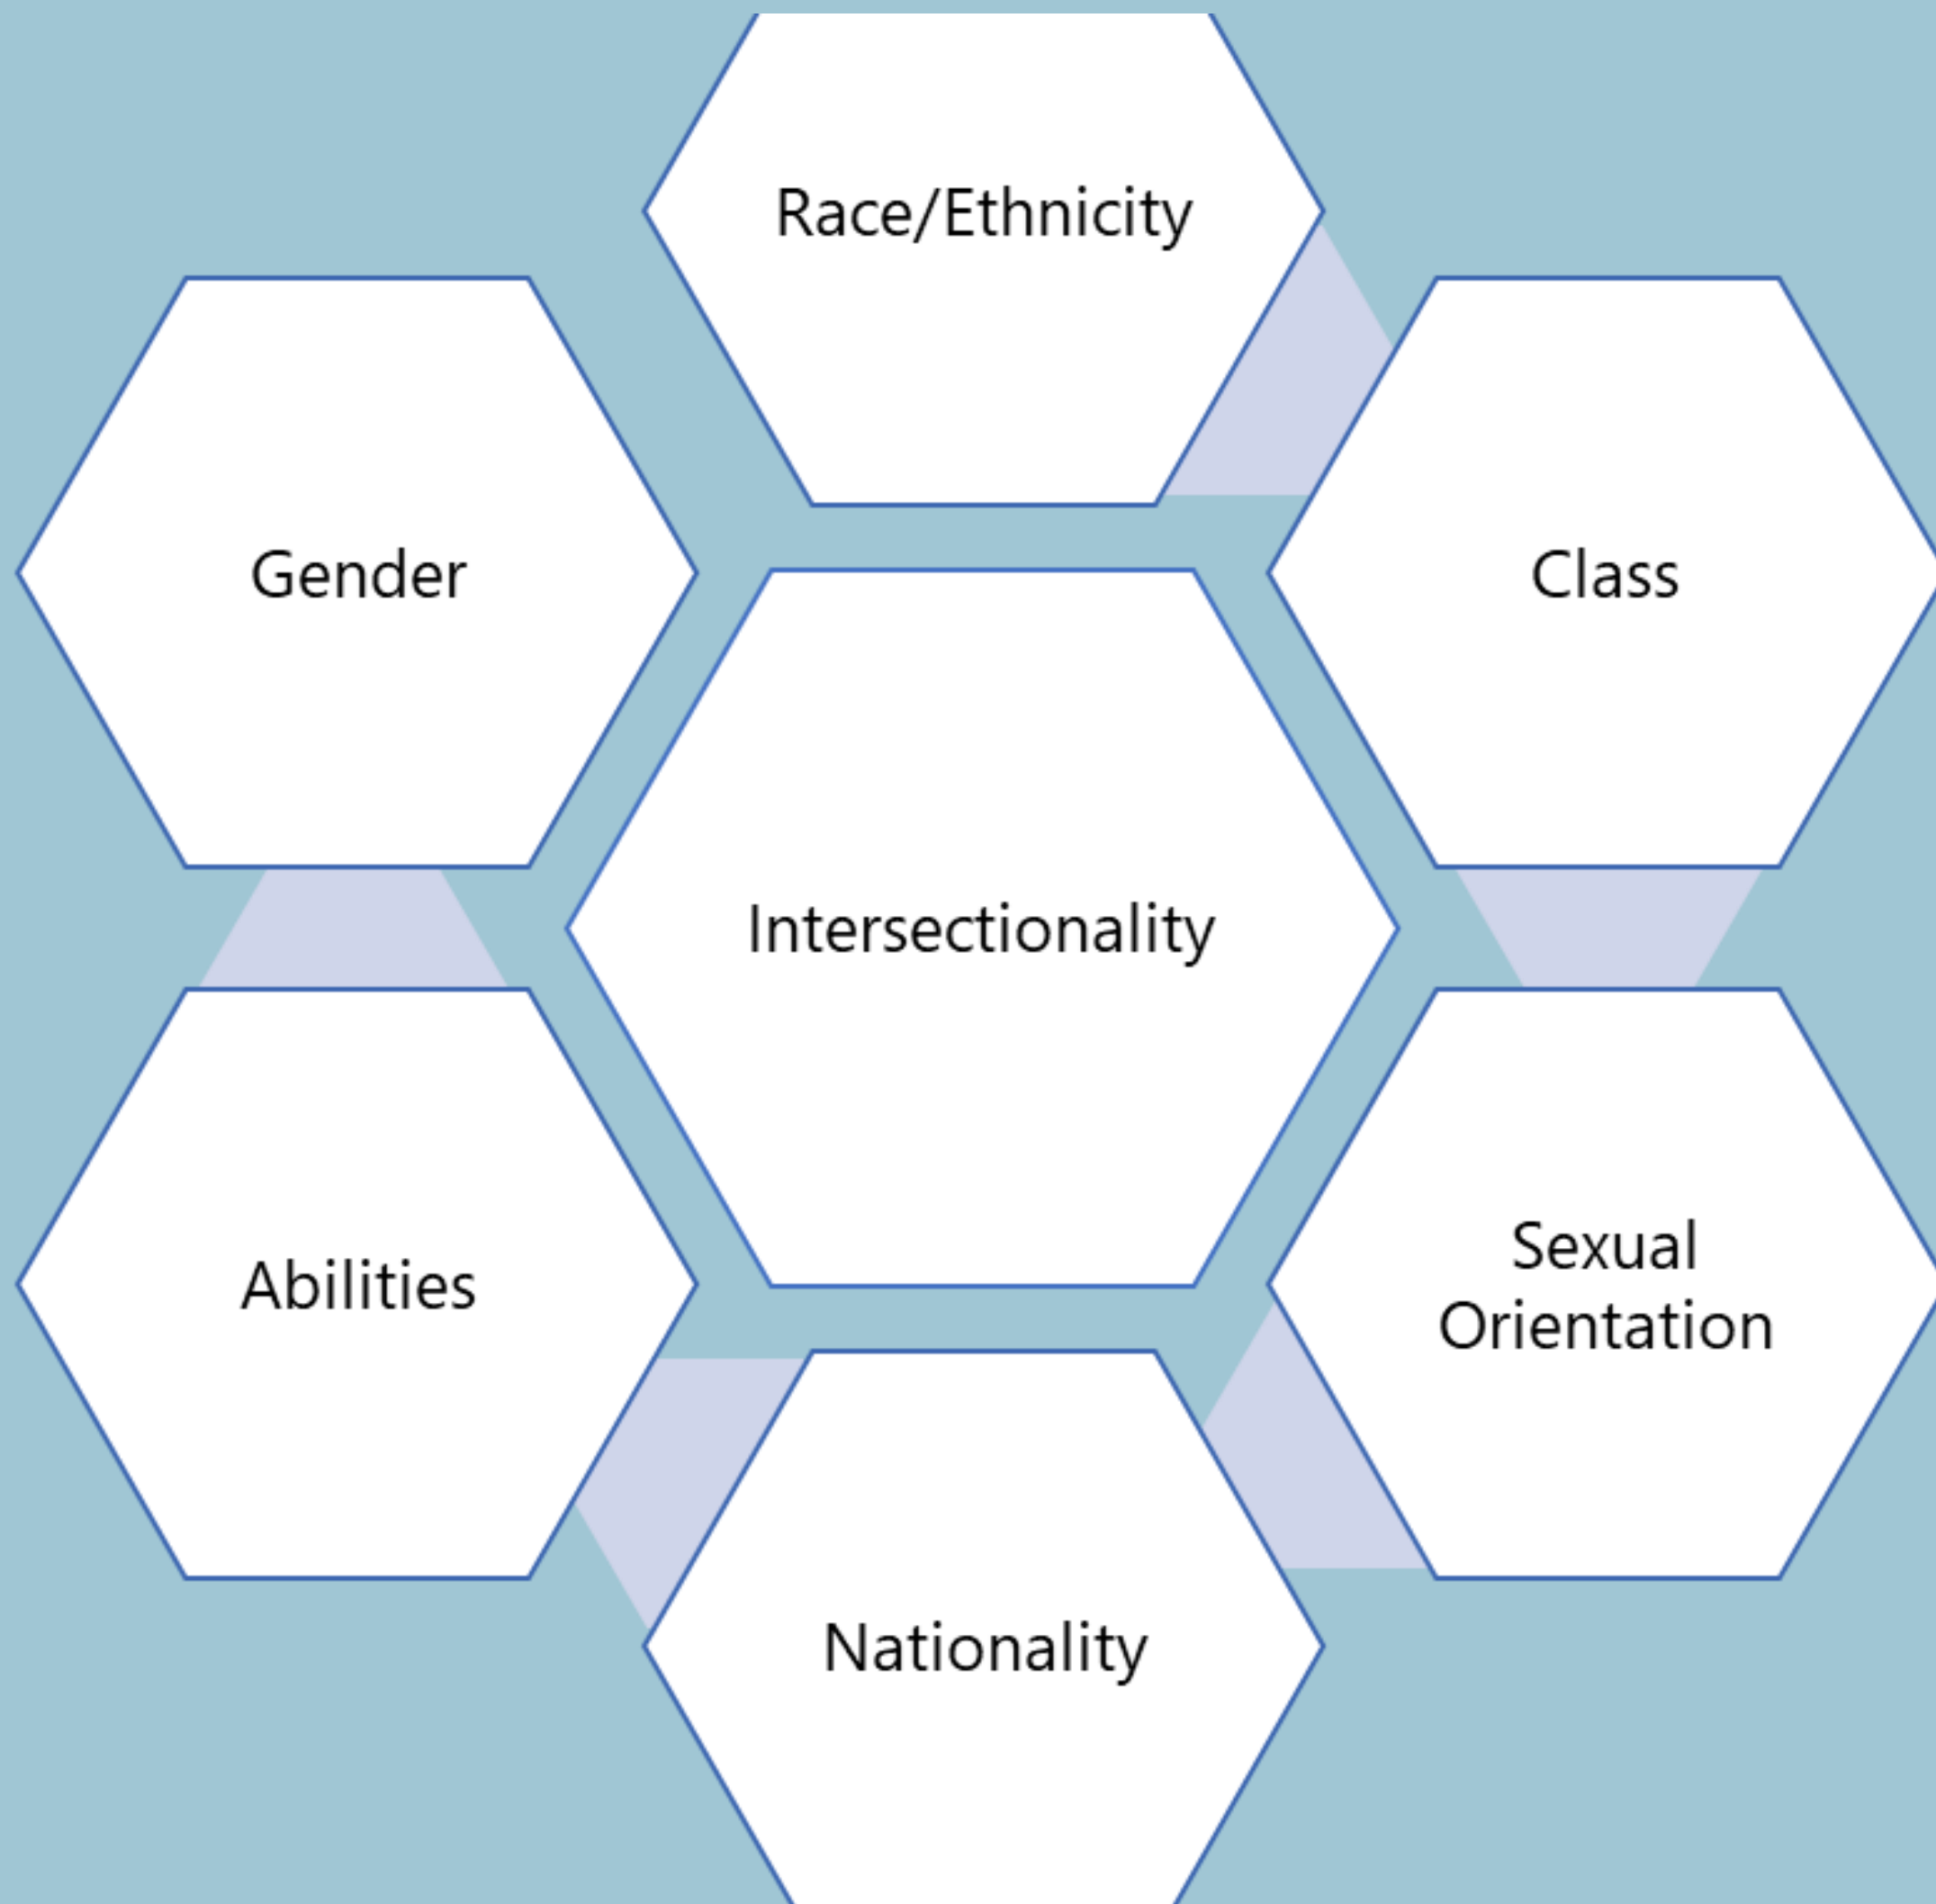 Race/Ethnicity
Gender
Class
Intersectionality
Abilities
Sexual
Orientation
Nationality